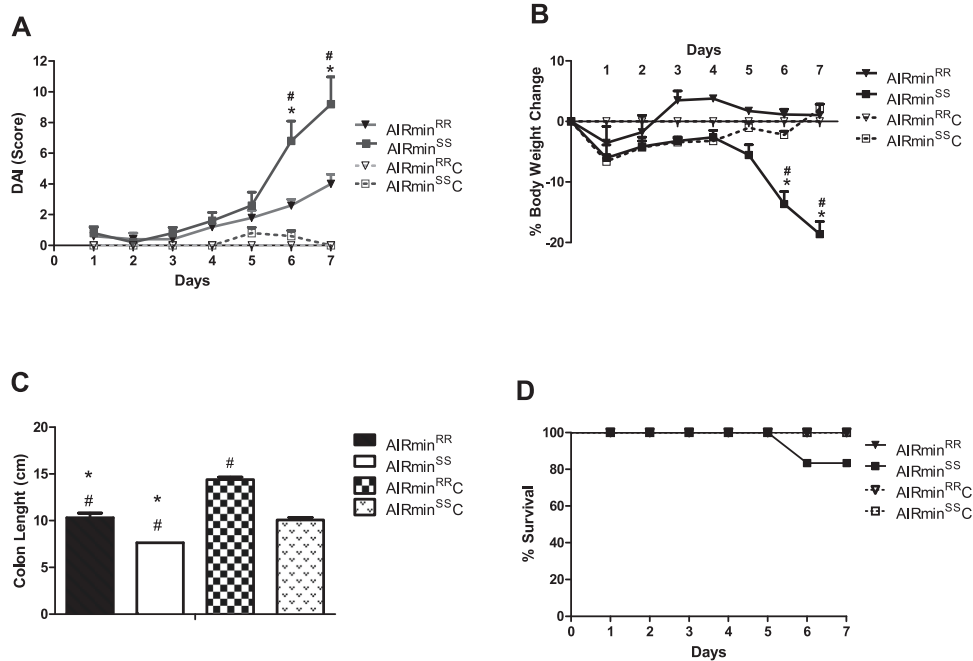 A
DAI (Score)
12
10
8
6
4
2
0
0 1 2 3 4 5 6 7
Days
#
*
#
*
AIRmin^RR
AIRmin^SS
AIRmin^RRC
AIRmin^SSC
B
Days
1 2 3 4 5 6 7
% Body Weight Change
10
0
-10
-20
#
*
#
*
AIRmin^RR
AIRmin^SS
AIRmin^RRC
AIRmin^SSC
C
Colon Lenght (cm)
20
15
10
5
0
*
#
*
#
#
AIRmin^RR
AIRmin^SS
AIRmin^RRC
AIRmin^SSC
D
% Survival
100
80
60
40
20
0
0 1 2 3 4 5 6 7
Days
AIRmin^RR
AIRmin^SS
AIRmin^RRC
AIRmin^SSC